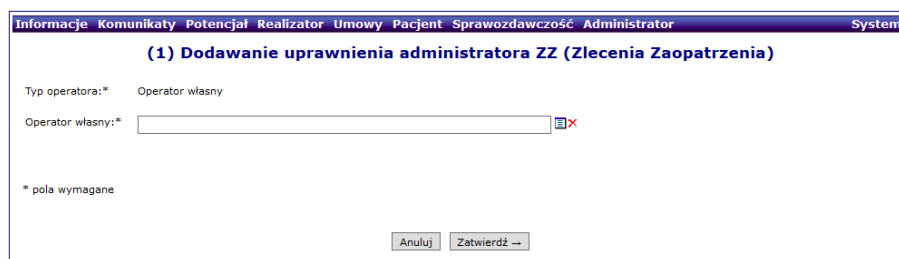 Informacje Komunikaty Potencjał Realizator Umowy Pacjent Sprawozdawczość Administrator System
(1) Dodawanie uprawnienia administratora ZZ (Zlecenia Zaopatrzenia)
Typ operatora:* Operator własny
Operator własny:*
* pola wymagane
Anuluj Zatwierdź →